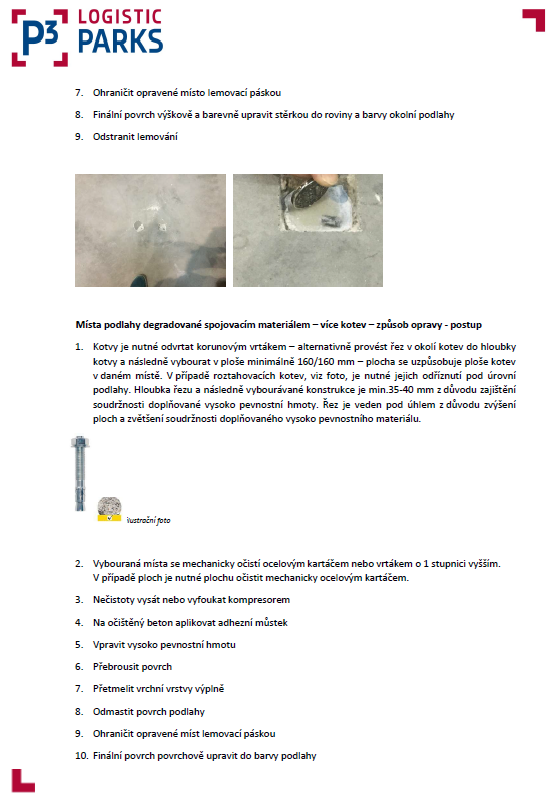 P3 LOGISTIC
PARKS
7. Ohraničit opravené místo lemovací páskou
8. Finální povrch výškově a barevně upravit stěrkou do roviny a barvy okolní podlahy
9. Odstranit lemování
Místa podlahy degradované spojovacím materiálem – více kotev – způsob opravy - postup
1. Kotvy je nutné odvrtat korunovým vrtákem – alternativně provést řez v okolí kotev do hloubky
kotvy a následně vybourat v ploše minimálně 160/160 mm – plocha se uzpůsobuje ploše kotev
v daném místě. V případě roztahovacích kotev, viz foto, je nutné jejich odříznutí pod úrovní
podlahy. Hloubka řezu a následně vybourávané konstrukce je min.35-40 mm z důvodu zajištění
soudržnosti doplňované vysoko pevnostní hmoty. Řez je veden pod úhlem z důvodu zvýšení
ploch a zvětšení soudržnosti doplňovaného vysoko pevnostního materiálu.
ilustrační foto
2. Vybouraná místa se mechanicky očistí ocelovým kartáčem nebo vrtákem o 1 stupnici vyšším.
V případě ploch je nutné plochu očistit mechanicky ocelovým kartáčem.
3. Nečistoty vysát nebo vyfoukat kompresorem
4. Na očištěný beton aplikovat adhezní můstek
5. Vpravit vysoko pevnostní hmotu
6. Přebrousit povrch
7. Přetmelit vrchní vrstvy výplně
8. Odmastit povrch podlahy
9. Ohraničit opravené míst lemovací páskou
10. Finální povrch povrchově upravit do barvy podlahy